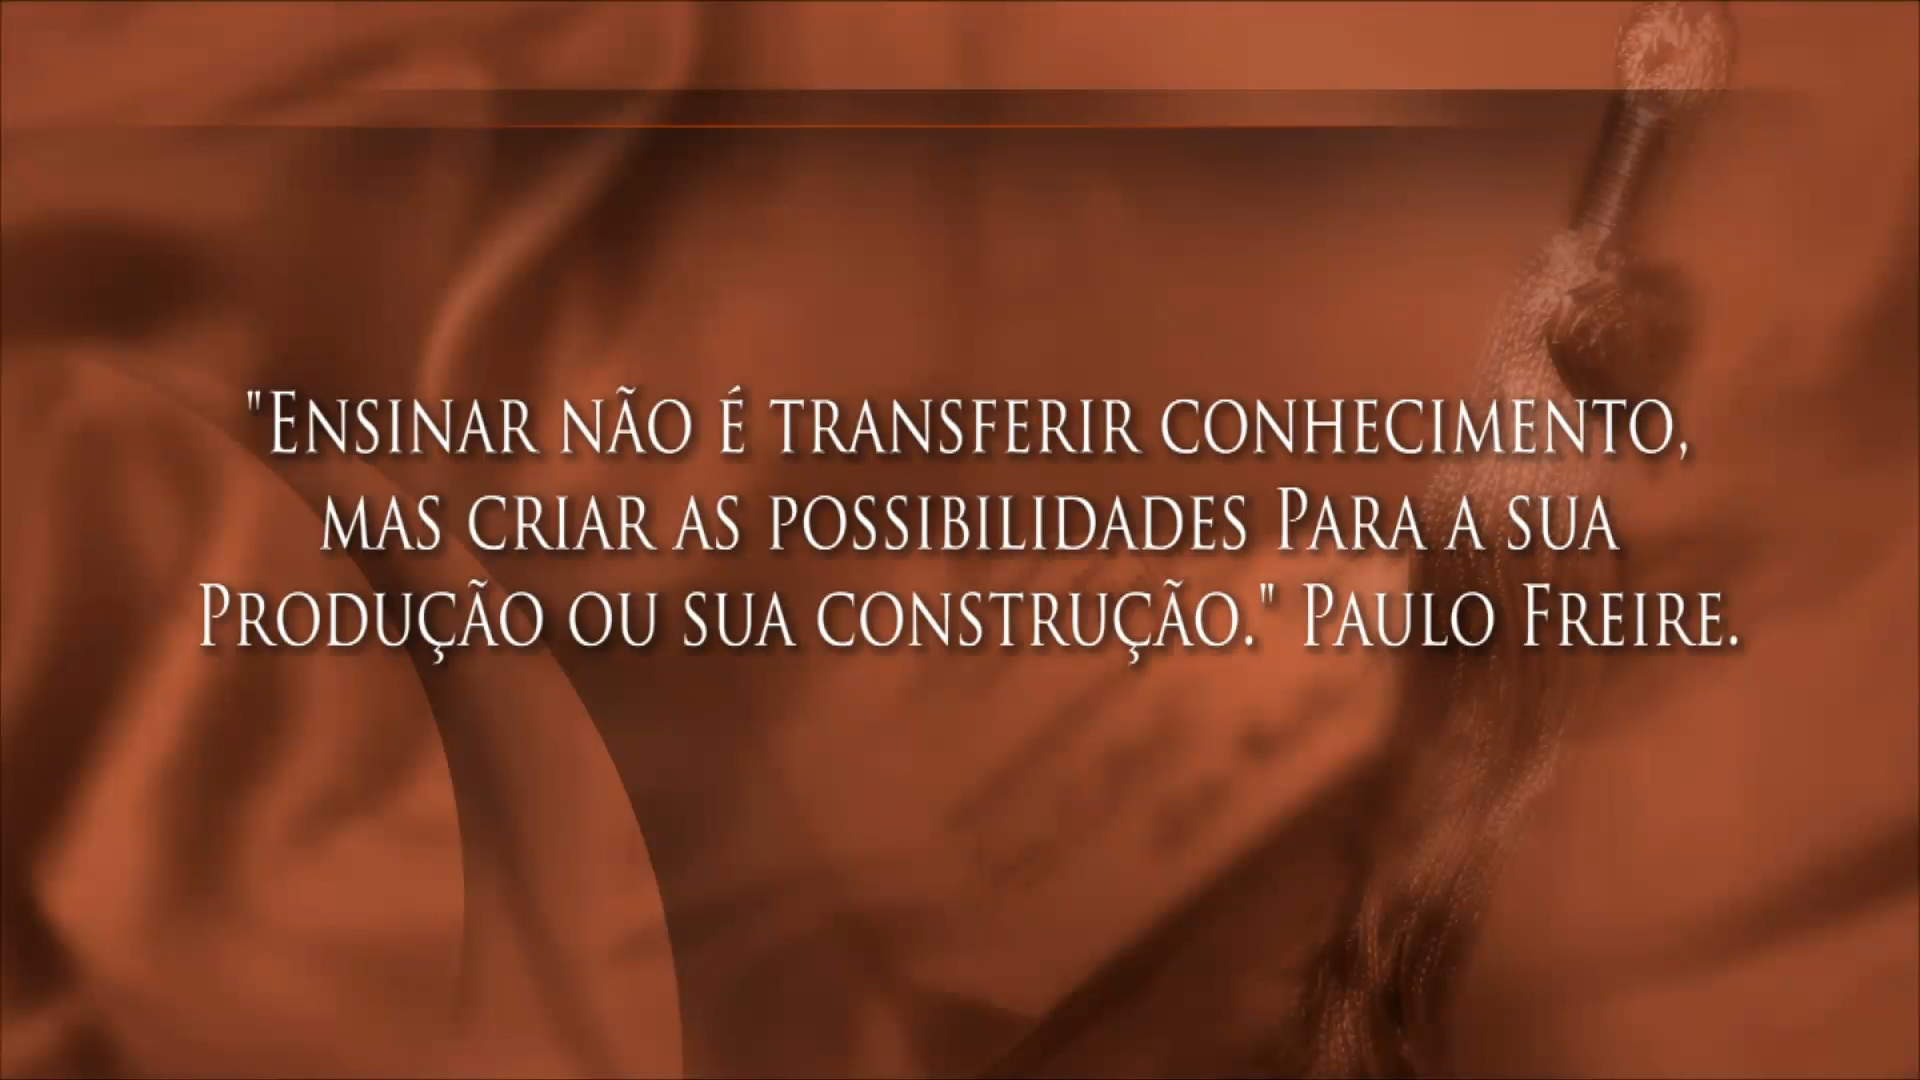 "Ensinar não é transferir conhecimento,
mas criar as possibilidades Para a sua
Produção ou sua construção." Paulo Freire.